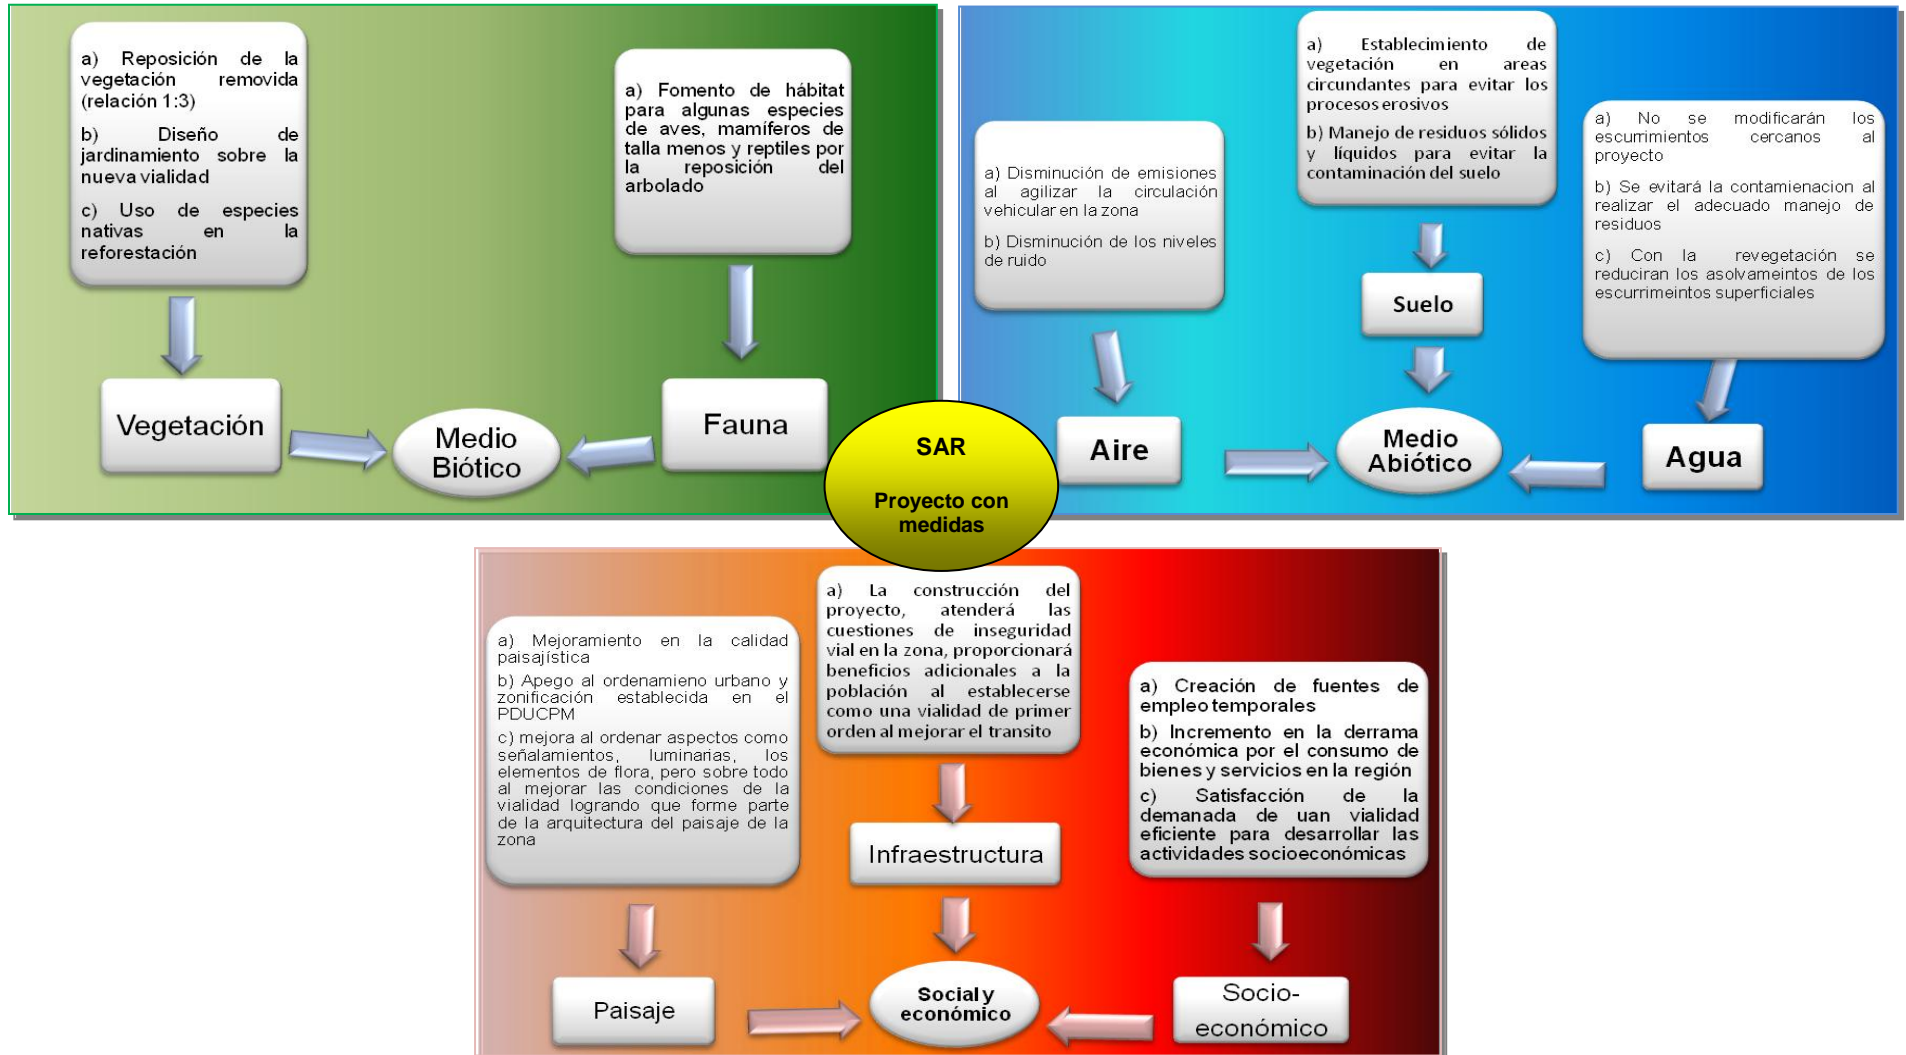 a) Reposición de la
vegetación removida
(relación 1:3)
b) Diseño de
jardinamiento sobre la
nueva vialidad
c) Uso de especies
nativas en la
reforestación
Vegetación
a) Fomento de hábitat
para algunas especies
de aves, mamíferos de
talla menos y reptiles por
la reposición del
arbolado
Fauna
Medio
Biótico
SAR
Proyecto con
medidas
a) Disminución de emisiones
al agilizar la circulación
vehicular en la zona
b) Disminución de los niveles
de ruido
Aire
a) Establecimiento de
vegetación en areas
circundantes para evitar los
procesos erosivos
b) Manejo de residuos sólidos
y líquidos para evitar la
contaminación del suelo
Suelo
Medio
Abiótico
a) No se modificarán los
escurrimientos cercanos al
proyecto
b) Se evitará la contamienacion al
realizar el adecuado manejo de
residuos
c) Con la revegetación se
reduciran los asolvameintos de los
escurrimeintos superficiales
Agua
a) Mejoramiento en la calidad
paisajística
b) Apego al ordenamieno urbano y
zonificación establecida en el
PDUCPM
c) mejora al ordenar aspectos como
señalamientos, luminarias, los
elementos de flora, pero sobre todo
al mejorar las condiciones de la
vialidad logrando que forme parte
de la arquitectura del paisaje de la
zona
Paisaje
a) La construcción del
proyecto, atenderá las
cuestiones de inseguridad
vial en la zona, proporcionará
beneficios adicionales a la
población al establecerse
como una vialidad de primer
orden al mejorar el transito
Infraestructura
Social y
económico
a) Creación de fuentes de
empleo temporales
b) Incremento en la derrama
económica por el consumo de
bienes y servicios en la región
c) Satisfacción de la
demanada de uan vialidad
eficiente para desarrollar las
actividades socioeconómicas
Socio-
económico